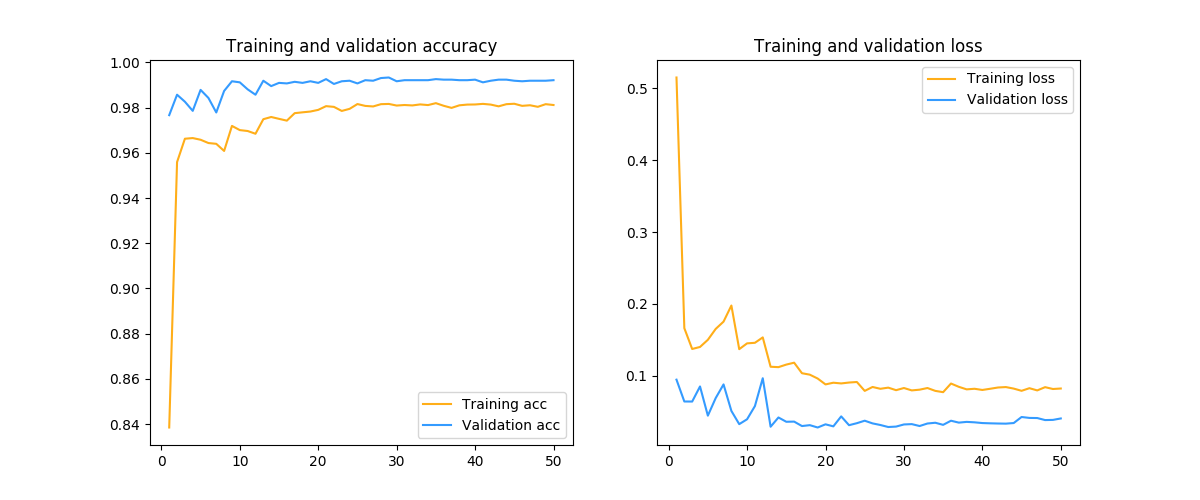 Training and validation accuracy
1.00
0.98
0.96
0.94
0.92
0.90
0.88
0.86
0.84
0 10 20 30 40 50
Training acc
Validation acc
Training and validation loss
0.5
0.4
0.3
0.2
0.1
0 10 20 30 40 50
Training loss
Validation loss